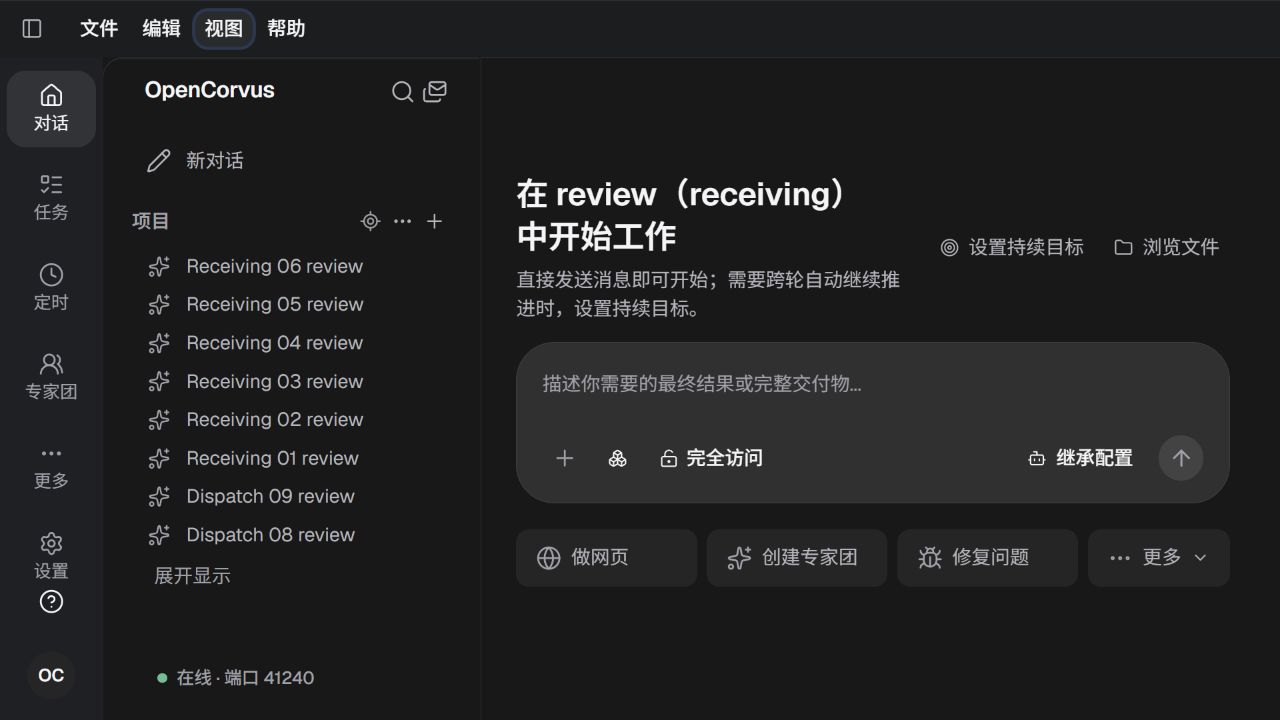 文件 编辑 视图 帮助
对话
任务
定时
专家团
更多
设置
OC
OpenCorvus
新对话
项目
Receiving 06 review
Receiving 05 review
Receiving 04 review
Receiving 03 review
Receiving 02 review
Receiving 01 review
Dispatch 09 review
Dispatch 08 review
展开显示
在线 · 端口 41240
在 review（receiving）
中开始工作
直接发送消息即可开始；需要跨轮自动继续推
进时，设置持续目标。
设置持续目标 浏览文件
描述你需要的最终结果或完整交付物...
完全访问 继承配置
做网页 创建专家团 修复问题 更多